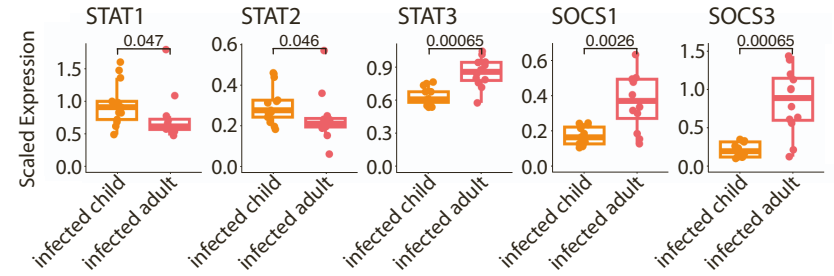 STAT1 STAT2 STAT3 SOCS1 SOCS3
0.047 0.046 0.00065 0.0026 0.00065
Scaled Expression
1.5
1.0
0.5
0.0
0.6
0.4
0.2
0.0
0.9
0.6
0.3
0.0
0.6
0.4
0.2
0.0
1.5
1.0
0.5
0.0
infected child
infected adult
infected child
infected adult
infected child
infected adult
infected child
infected adult
infected child
infected adult